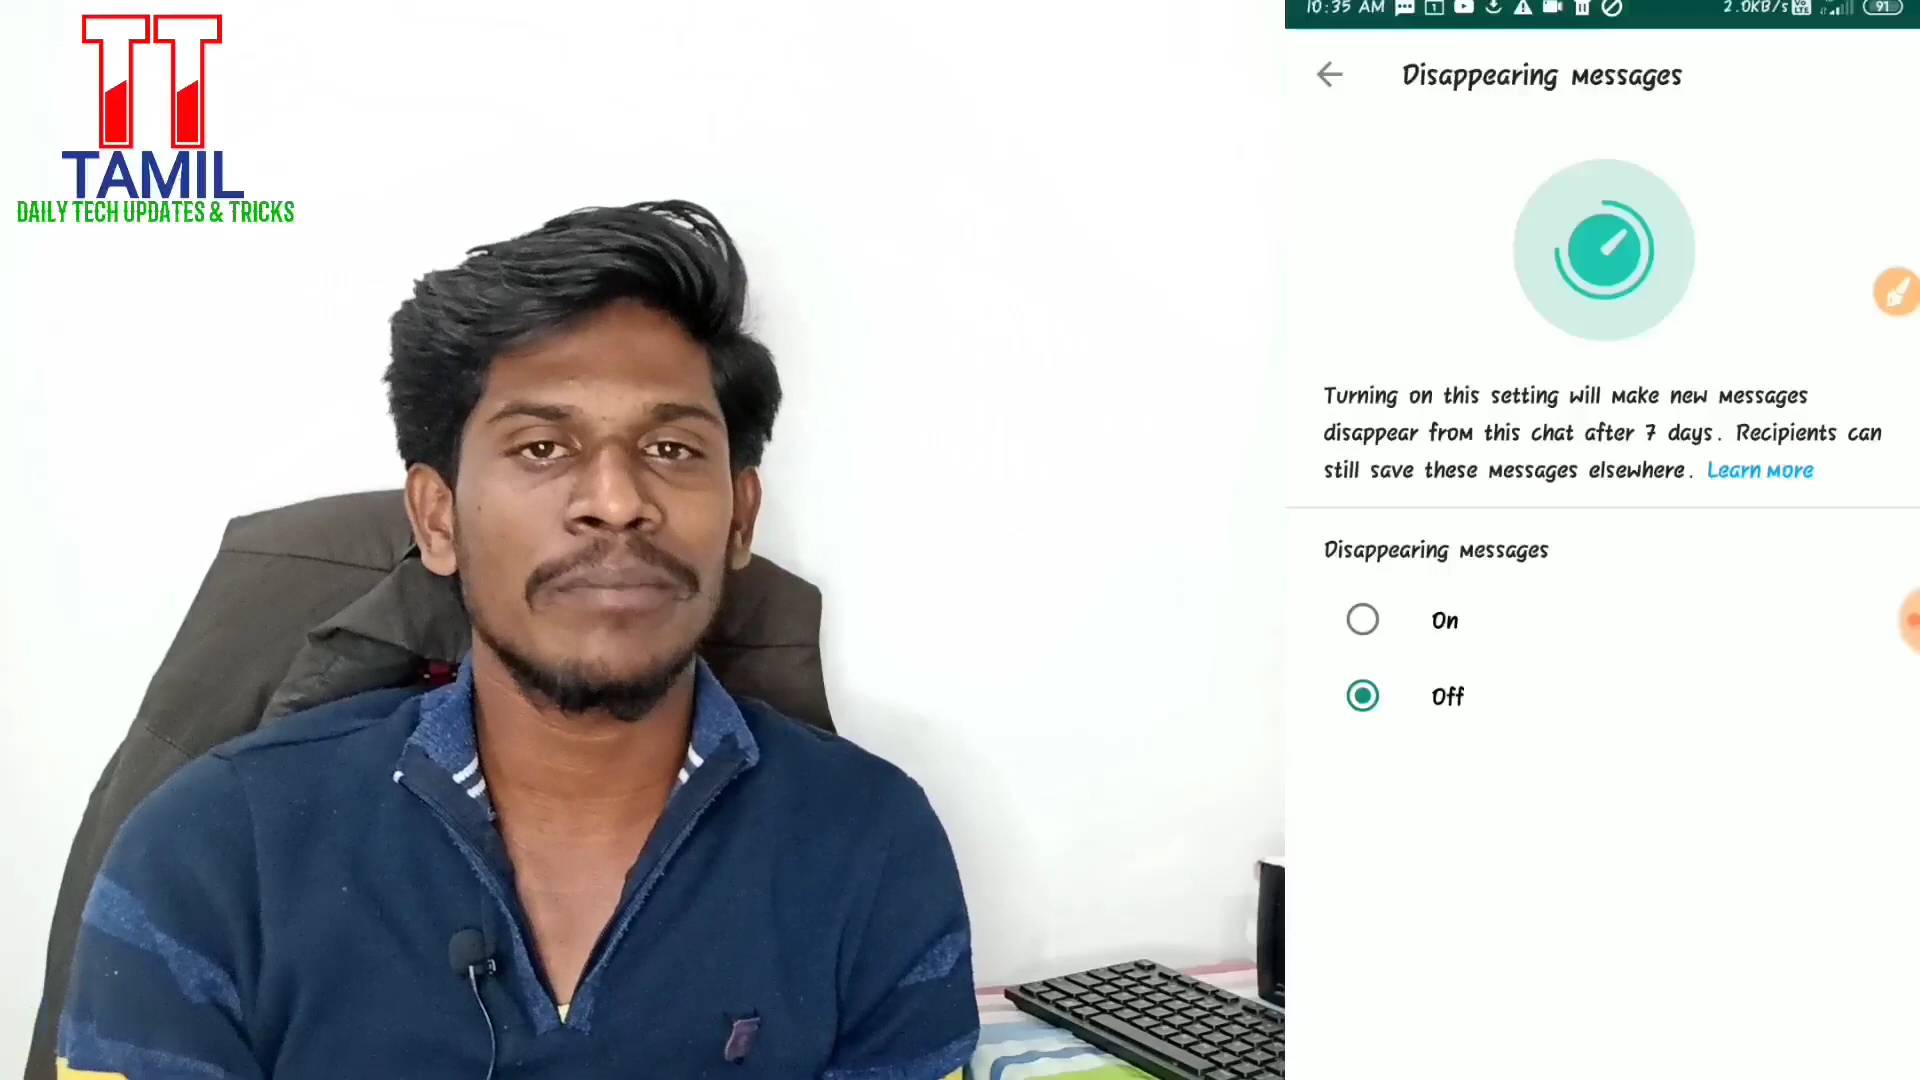 TT
TAMIL
DAILY TECH UPDATES & TRICKS
10:35 AM
2.0KB/s
91
Disappearing messages
Turning on this setting will make new messages
disappear from this chat after 7 days. Recipients can
still save these messages elsewhere. Learn more
Disappearing messages
On
Off